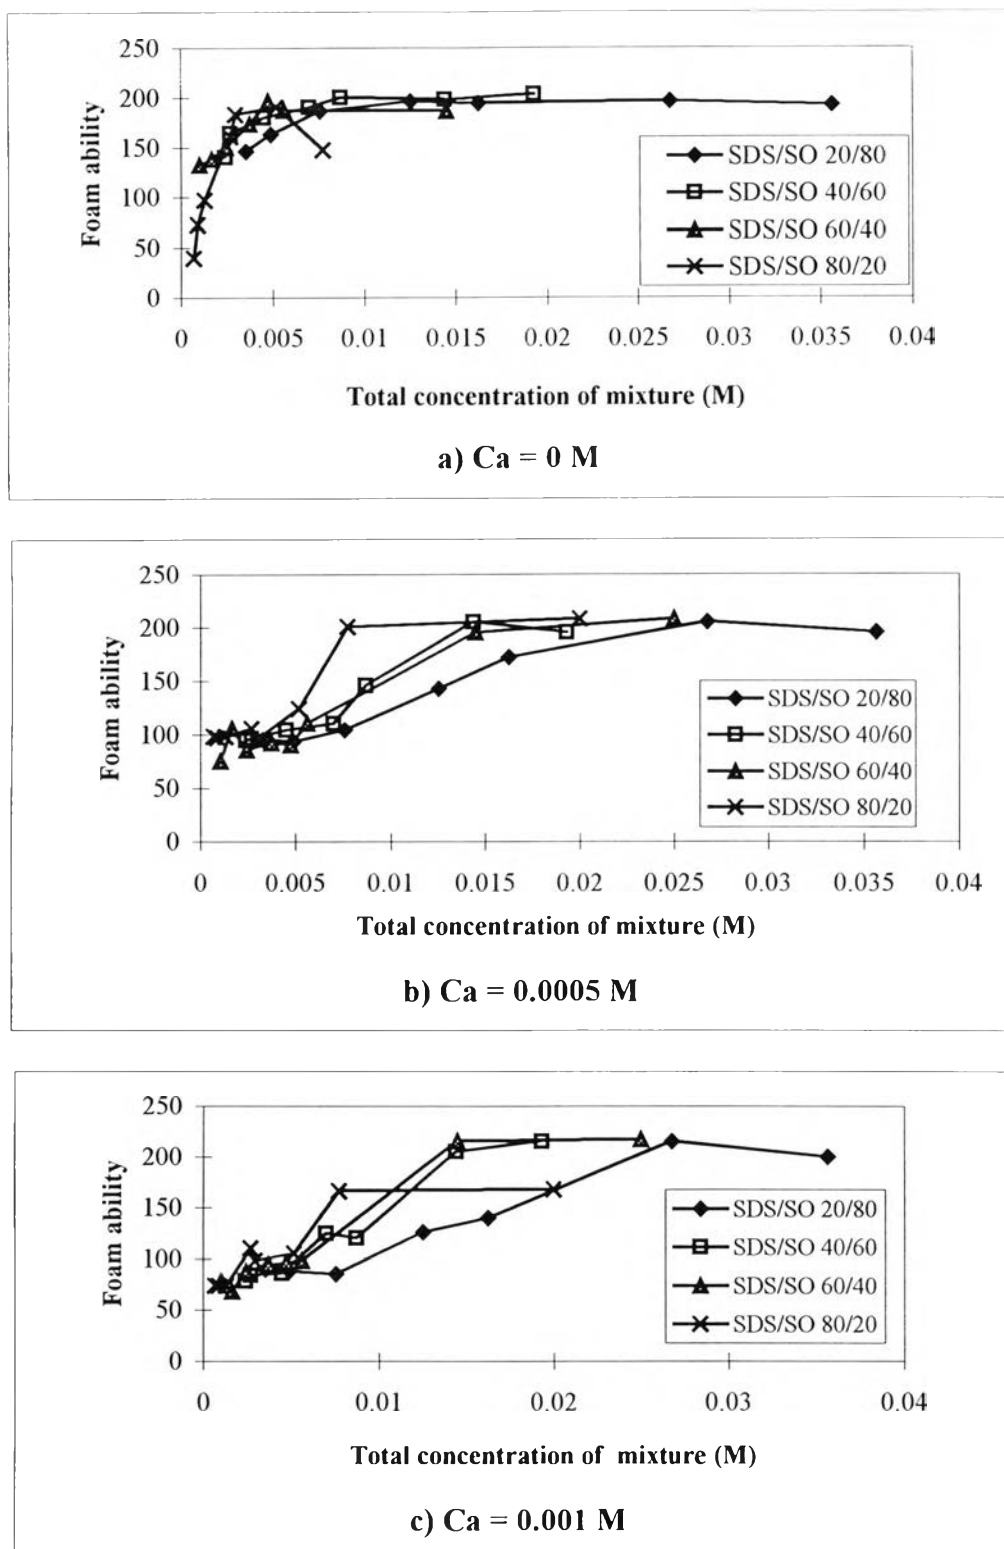 250
200
150
100
50
0
Foam ability
SDS/SO 20/80
SDS/SO 40/60
SDS/SO 60/40
SDS/SO 80/20
0 0.005 0.01 0.015 0.02 0.025 0.03 0.035 0.04
Total concentration of mixture (M)
a) Ca = 0 M
250
200
150
100
50
0
Foam ability
SDS/SO 20/80
SDS/SO 40/60
SDS/SO 60/40
SDS/SO 80/20
0 0.005 0.01 0.015 0.02 0.025 0.03 0.035 0.04
Total concentration of mixture (M)
b) Ca = 0.0005 M
250
200
150
100
50
0
Foam ability
SDS/SO 20/80
SDS/SO 40/60
SDS/SO 60/40
SDS/SO 80/20
0 0.01 0.02 0.03 0.04
Total concentration of mixture (M)
c) Ca = 0.001 M